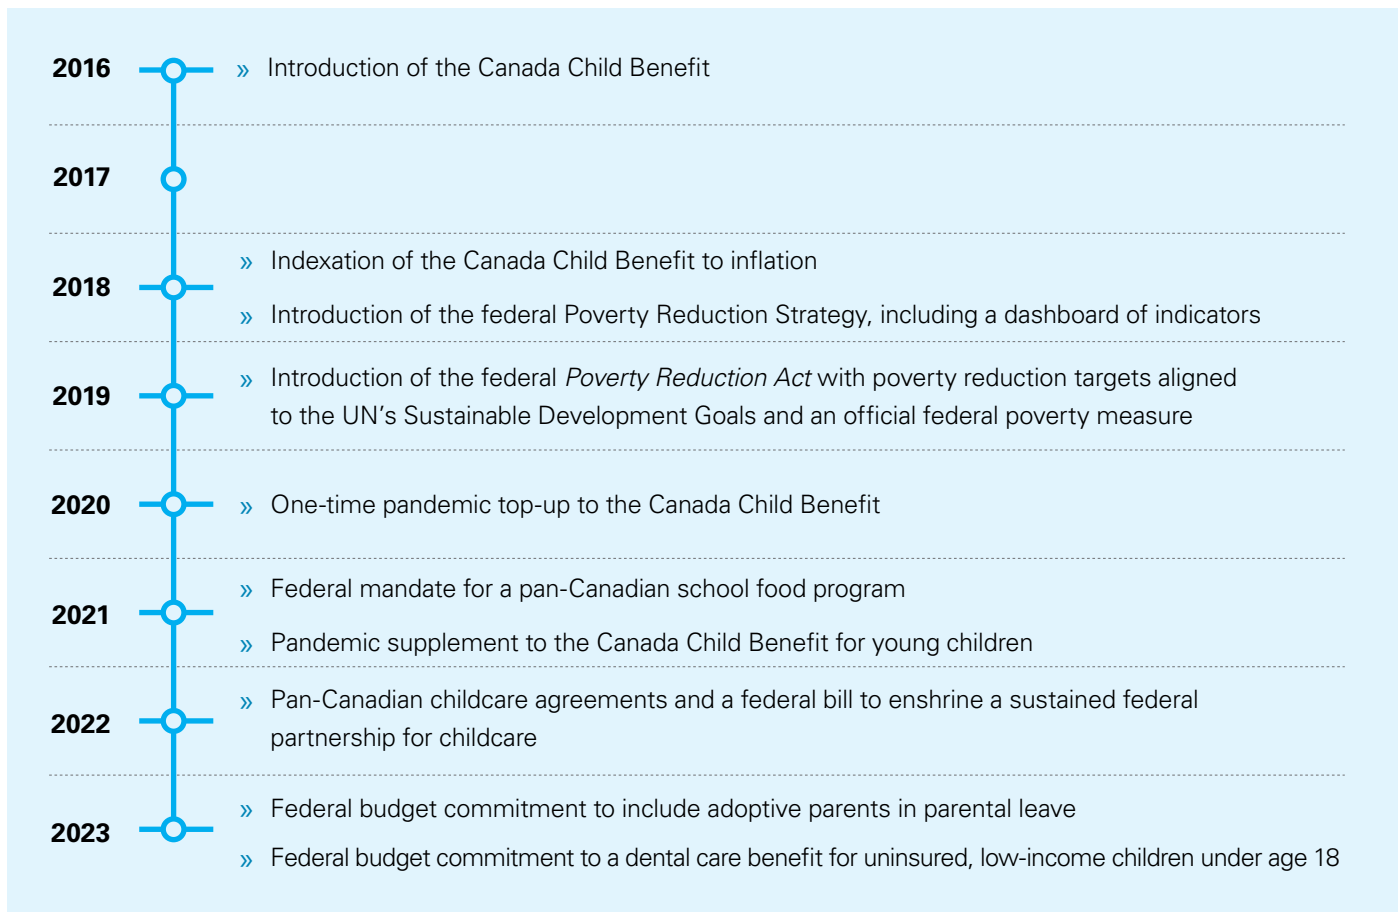 2016 » Introduction of the Canada Child Benefit
2017
2018
» Indexation of the Canada Child Benefit to inflation
» Introduction of the federal Poverty Reduction Strategy, including a dashboard of indicators
2019
» Introduction of the federal Poverty Reduction Act with poverty reduction targets aligned
to the UN’s Sustainable Development Goals and an official federal poverty measure
2020 » One-time pandemic top-up to the Canada Child Benefit
2021
» Federal mandate for a pan-Canadian school food program
» Pandemic supplement to the Canada Child Benefit for young children
2022
» Pan-Canadian childcare agreements and a federal bill to enshrine a sustained federal
partnership for childcare
2023
» Federal budget commitment to include adoptive parents in parental leave
» Federal budget commitment to a dental care benefit for uninsured, low-income children under age 18